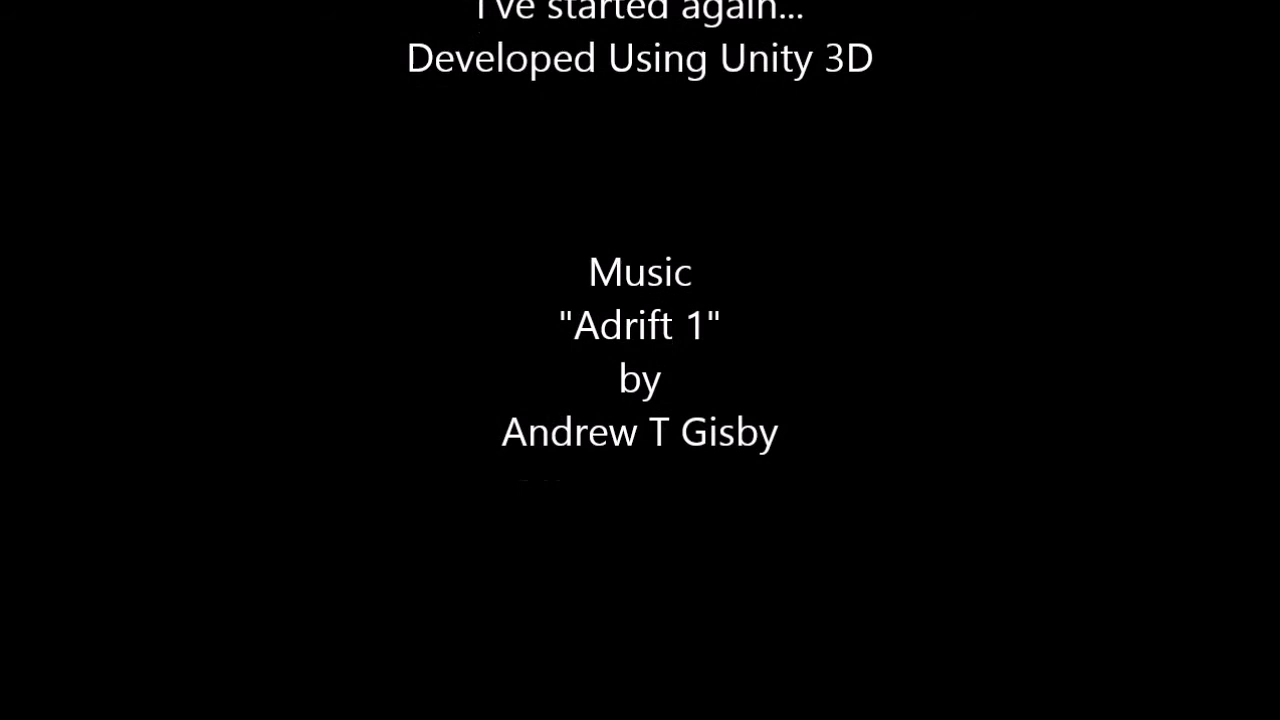 I've started again...
Developed Using Unity 3D
Music
"Adrift 1"
by
Andrew T Gisby